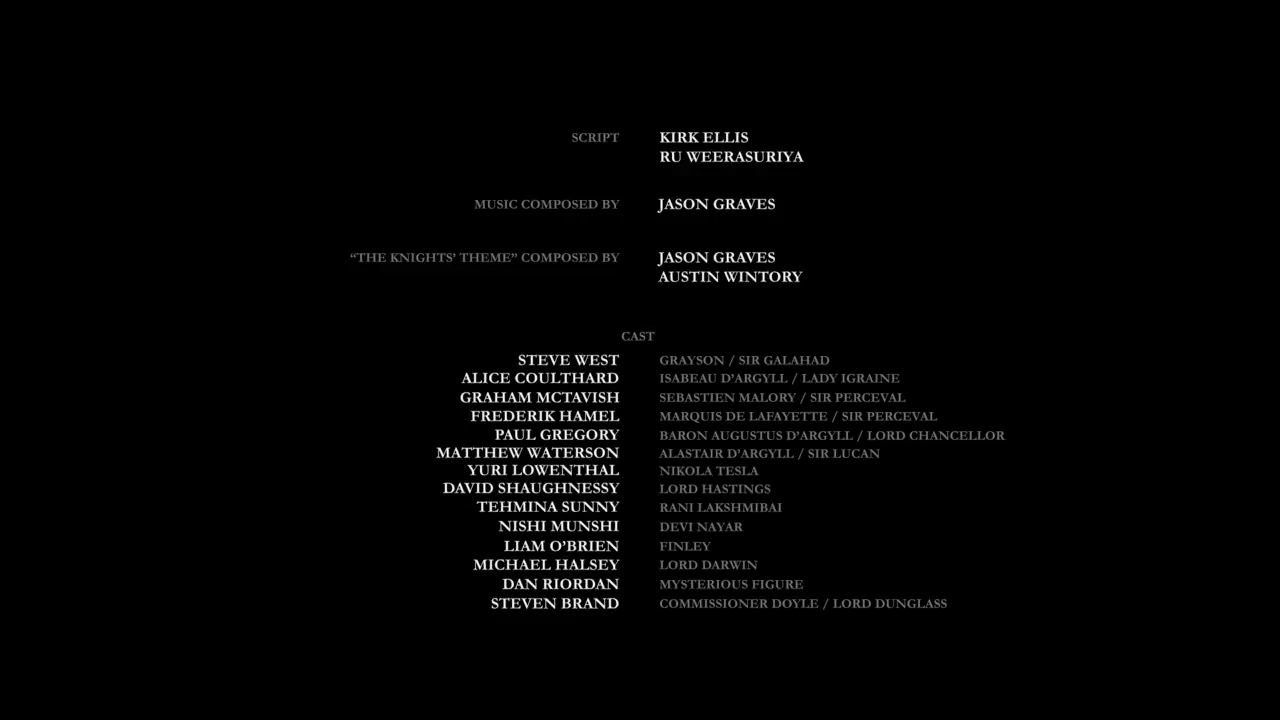 SCRIPT KIRK ELLIS
RU WEERASURIYA
MUSIC COMPOSED BY JASON GRAVES
“THE KNIGHTS’ THEME” COMPOSED BY JASON GRAVES
AUSTIN WINTORY
CAST
STEVE WEST GRAYSON / SIR GALAHAD
ALICE COULTHARD ISABEAU D’ARGYLL / LADY IGRAINE
GRAHAM MCTAVISH SEBASTIEN MALORY / SIR PERCEVAL
FREDERIK HAMEL MARQUIS DE LAFAYETTE / SIR PERCEVAL
PAUL GREGORY BARON AUGUSTUS D’ARGYLL / LORD CHANCELLOR
MATTHEW WATERSON ALASTAIR D’ARGYLL / SIR LUCAN
YURI LOWENTHAL NIKOLA TESLA
DAVID SHAUGHNESSY LORD HASTINGS
TEHMINA SUNNY RANI LAKSHMIBAI
NISHI MUNSHI DEVI NAYAR
LIAM O’BRIEN FINLEY
MICHAEL HALSEY LORD DARWIN
DAN RIORDAN MYSTERIOUS FIGURE
STEVEN BRAND COMMISSIONER DOYLE / LORD DUNGLASS